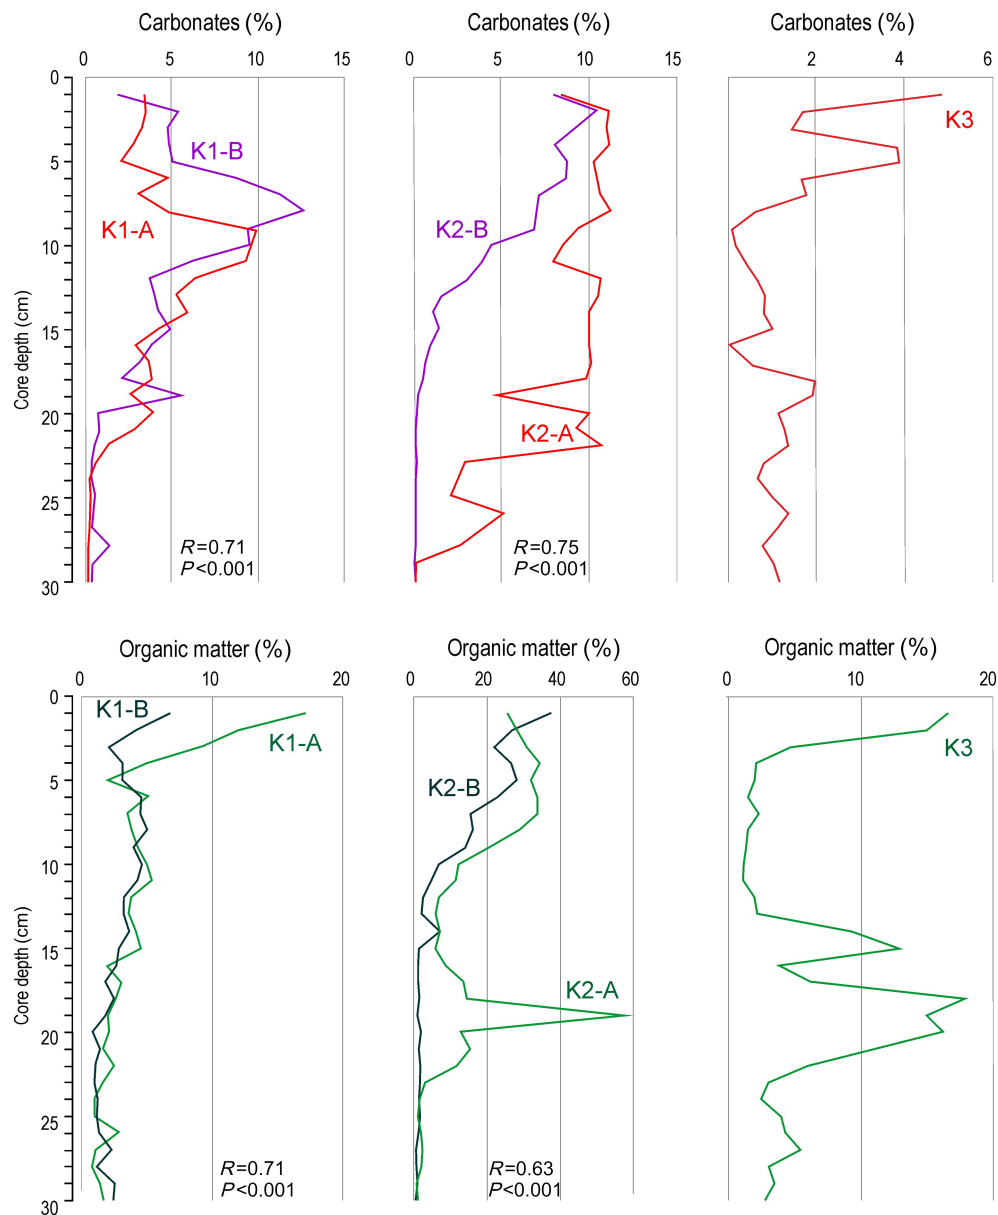 Carbonates (%) Carbonates (%) Carbonates (%)
0 5 10 15 0 5 10 15 2 4 6
0
K3
K1-B
5
K1-A
K2-B
10
Core depth (cm)
15
20
K2-A
25
R=0.71 R=0.75
P<0.001 P<0.001
30
Organic matter (%) Organic matter (%) Organic matter (%)
0 10 20 0 20 40 60 0 10 20
0
K1-B
K1-A K3
5
K2-B
10
Core depth (cm)
15
K2-A
20
25
R=0.71 R=0.63
P<0.001 P<0.001
30